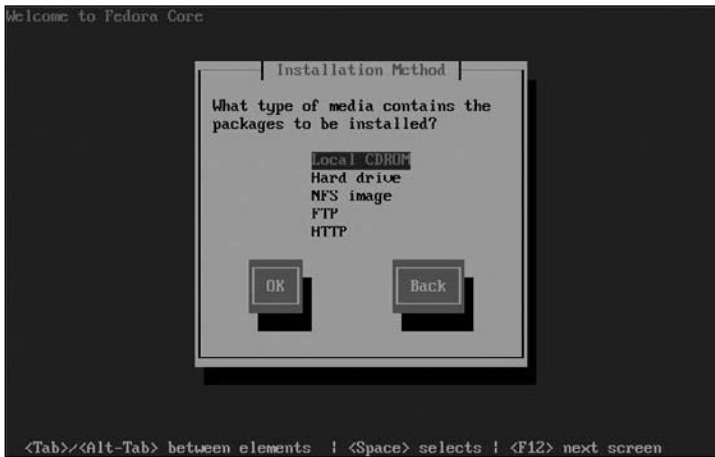 Welcome to Fedora Core
Installation Method
What type of media contains the
packages to be installed?
Local CDROM
Hard drive
NFS image
FTP
HTTP
OK Back
<Tab>/<Alt-Tab> between elements | <Space> selects | <F12> next screen